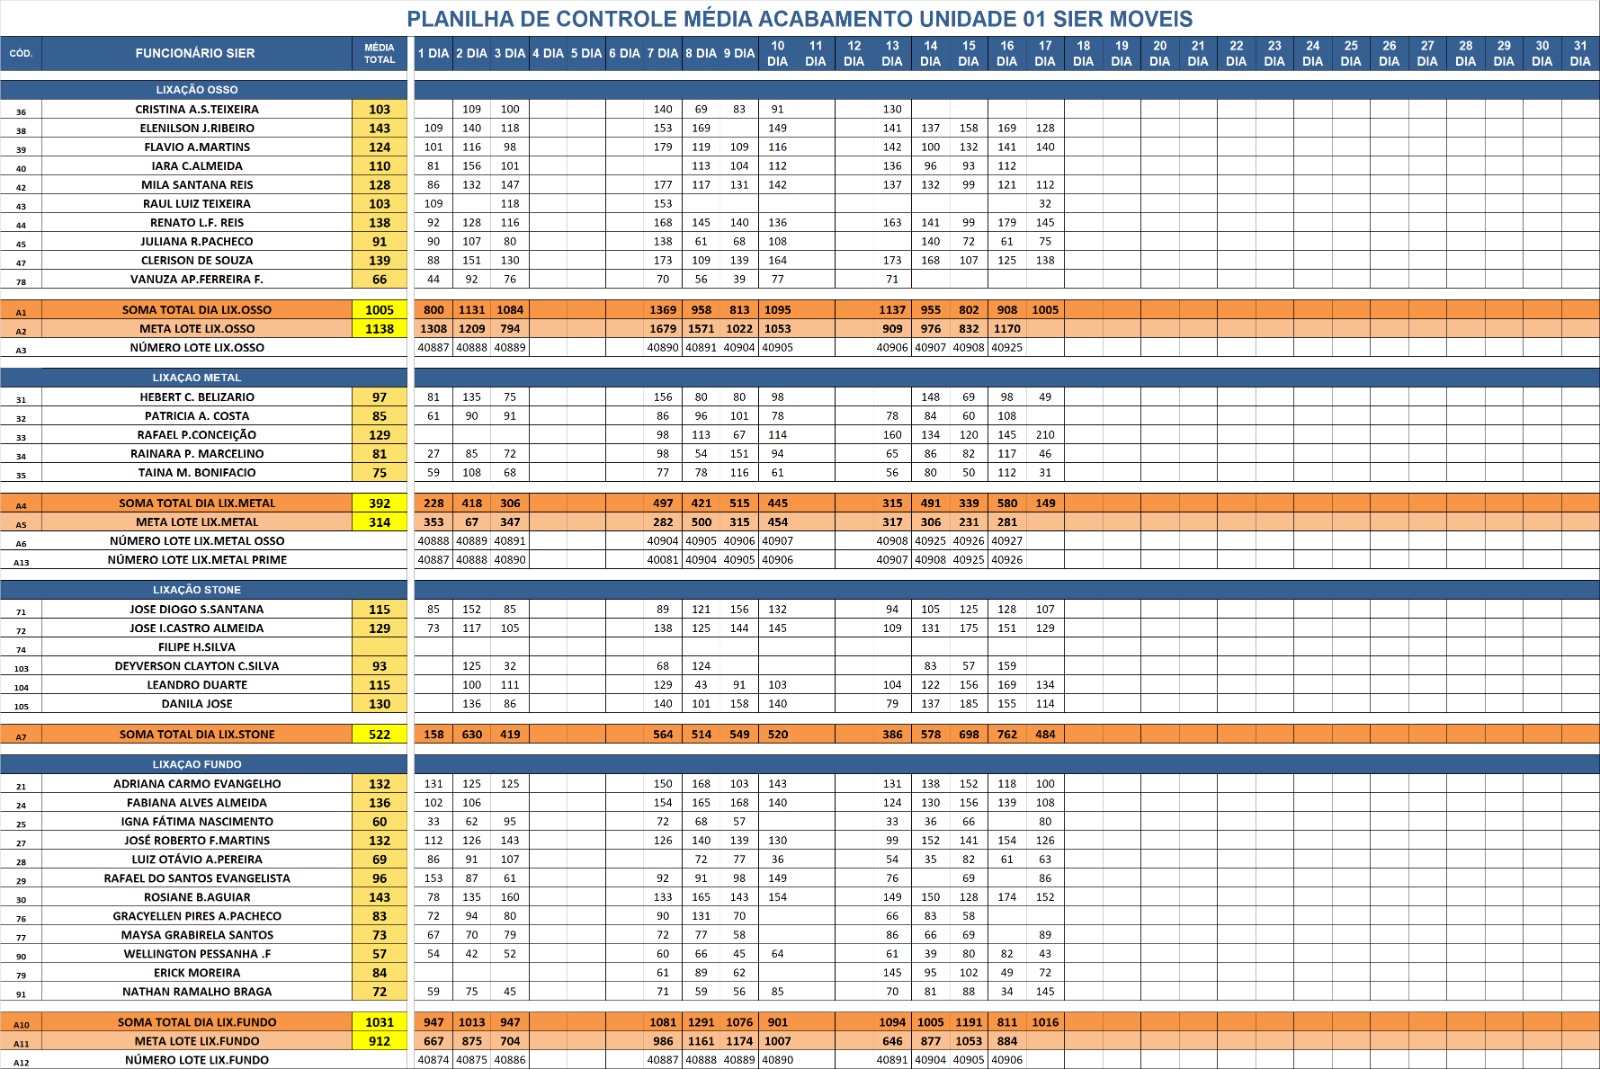 PLANILHA DE CONTROLE MÉDIA ACABAMENTO UNIDADE 01 SIER MOVEIS
CÓD. FUNCIONÁRIO SIER MÉDIA TOTAL 1 DIA 2 DIA 3 DIA 4 DIA 5 DIA 6 DIA 7 DIA 8 DIA 9 DIA 10 DIA 11 DIA 12 DIA 13 DIA 14 DIA 15 DIA 16 DIA 17 DIA 18 DIA 19 DIA 20 DIA 21 DIA 22 DIA 23 DIA 24 DIA 25 DIA 26 DIA 27 DIA 28 DIA 29 DIA 30 DIA 31 DIA
LIXAÇÃO OSSO
36 CRISTINA A.S.TEIXEIRA 103 109 100 140 69 83 91 130
38 ELENILSON J.RIBEIRO 143 109 140 118 153 169 149 141 137 158 169 128
39 FLAVIO A.MARTINS 124 101 116 98 179 119 109 116 142 100 132 141 140
40 IARA C.ALMEIDA 110 81 156 101 113 104 112 136 96 93 112
42 MILA SANTANA REIS 128 86 132 147 177 117 131 142 137 132 99 121 112
43 RAUL LUIZ TEIXEIRA 103 109 118 153 32
44 RENATO L.F. REIS 138 92 128 116 168 145 140 136 163 141 99 179 145
45 JULIANA R.PACHECO 91 90 107 80 138 61 68 108 140 72 61 75
47 CLERISON DE SOUZA 139 88 151 130 173 109 139 164 173 168 107 125 138
78 VANUZA AP.FERREIRA F. 66 44 92 76 70 56 39 77 71
A1 SOMA TOTAL DIA LIX.OSSO 1005 800 1131 1084 1369 958 813 1095 1137 955 802 908 1005
A2 META LOTE LIX.OSSO 1138 1308 1209 794 1679 1571 1022 1053 909 976 832 1170
A3 NÚMERO LOTE LIX.OSSO 40887 40888 40889 40890 40891 40904 40905 40906 40907 40908 40925
LIXAÇAO METAL
31 HEBERT C. BELIZARIO 97 81 135 75 156 80 80 98 148 69 98 49
32 PATRICIA A. COSTA 85 61 90 91 86 96 101 78 78 84 60 108
33 RAFAEL P.CONCEIÇÃO 129 98 113 67 114 160 134 120 145 210
34 RAINARA P. MARCELINO 81 27 85 72 98 54 151 94 65 86 82 117 46
35 TAINA M. BONIFACIO 75 59 108 68 77 78 116 61 56 80 50 112 31
A4 SOMA TOTAL DIA LIX.METAL 392 228 418 306 497 421 515 445 315 491 339 580 149
A5 META LOTE LIX.METAL 314 353 67 347 282 500 315 454 317 306 231 281
A6 NÚMERO LOTE LIX.METAL OSSO 40888 40889 40891 40904 40905 40906 40907 40908 40925 40926 40927
A13 NÚMERO LOTE LIX.METAL PRIME 40887 40888 40890 40081 40904 40905 40906 40907 40908 40925 40926
LIXAÇÃO STONE
71 JOSE DIOGO S.SANTANA 115 85 152 85 89 121 156 132 94 105 125 128 107
72 JOSE I.CASTRO ALMEIDA 129 73 117 105 138 125 144 145 109 131 175 151 129
74 FILIPE H.SILVA
103 DEYVERSON CLAYTON C.SILVA 93 125 32 68 124 83 57 159
104 LEANDRO DUARTE 115 100 111 129 43 91 103 104 122 156 169 134
105 DANILA JOSE 130 136 86 140 101 158 140 79 137 185 155 114
A7 SOMA TOTAL DIA LIX.STONE 522 158 630 419 564 514 549 520 386 578 698 762 484
LIXAÇAO FUNDO
21 ADRIANA CARMO EVANGELHO 132 131 125 125 150 168 103 143 131 138 152 118 100
24 FABIANA ALVES ALMEIDA 136 102 106 154 165 168 140 124 130 156 139 108
25 IGNA FÁTIMA NASCIMENTO 60 33 62 95 72 68 57 33 36 66 80
27 JOSÉ ROBERTO F.MARTINS 132 112 126 143 126 140 139 130 99 152 141 154 126
28 LUIZ OTÁVIO A.PEREIRA 69 86 91 107 72 77 36 54 35 82 61 63
29 RAFAEL DO SANTOS EVANGELISTA 96 153 87 61 92 91 98 149 76 69 86
30 ROSIANE B.AGUIAR 143 78 135 160 133 165 143 154 149 150 128 174 152
76 GRACYELLEN PIRES A.PACHECO 83 72 94 80 90 131 70 66 83 58
77 MAYSA GRABIRELA SANTOS 73 67 70 79 72 77 58 86 66 69 89
90 WELLINGTON PESSANHA .F 57 54 42 52 60 66 45 64 61 39 80 82 43
79 ERICK MOREIRA 84 61 89 62 145 95 102 49 72
91 NATHAN RAMALHO BRAGA 72 59 75 45 71 59 56 85 70 81 88 34 145
A10 SOMA TOTAL DIA LIX.FUNDO 1031 947 1013 947 1081 1291 1076 901 1094 1005 1191 811 1016
A11 META LOTE LIX.FUNDO 912 667 875 704 986 1161 1174 1007 646 877 1053 884
A12 NÚMERO LOTE LIX.FUNDO 40874 40875 40886 40887 40888 40889 40890 40891 40904 40905 40906